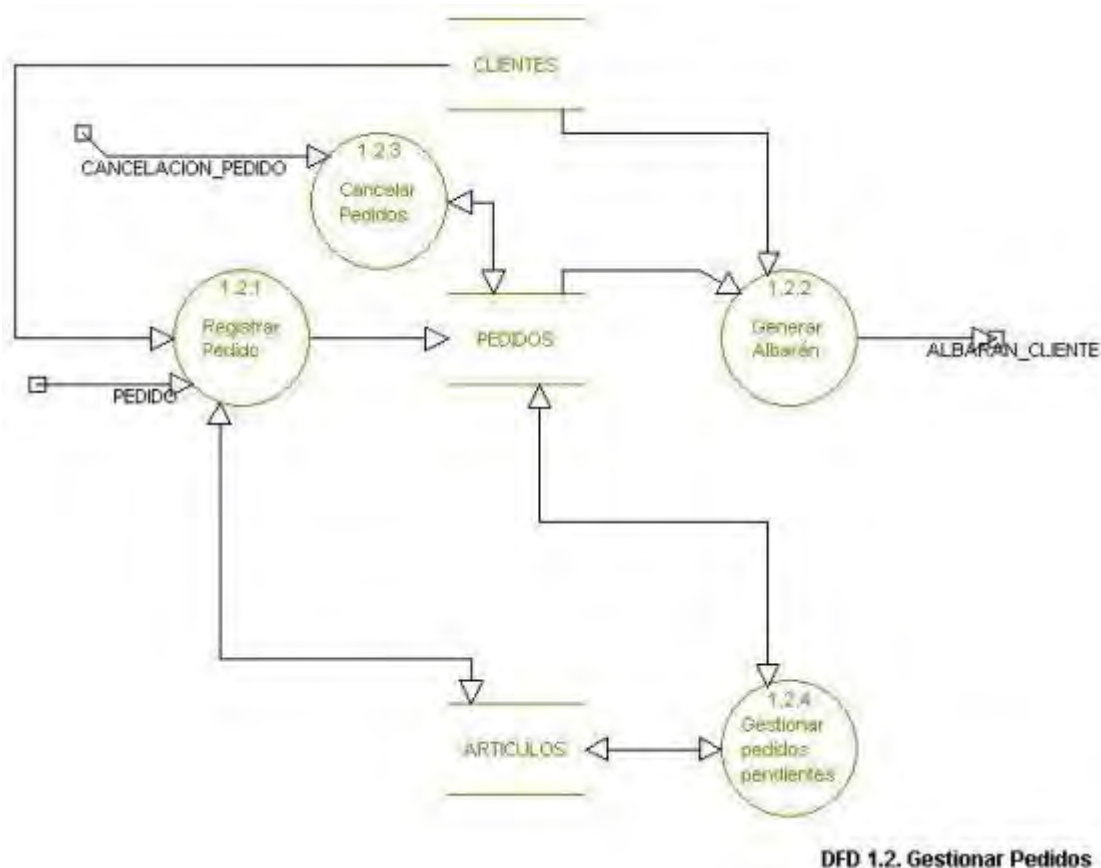 CLIENTES
CANCELACION_PEDIDO
1.2.3
Cancelar
Pedidos
1.2.1
Registrar
Pedido
PEDIDOS
1.2.2
Generar
Albarán
ALBARAN_CLIENTE
PEDIDO
ARTICULOS
1.2.4
Gestionar
pedidos
pendientes
DFD 1.2. Gestionar Pedidos